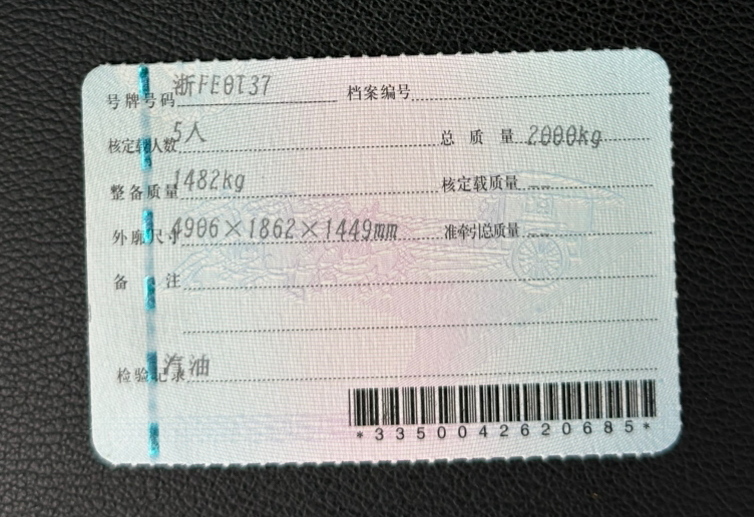 号牌号码 浙FE0T37 档案编号
核定载人数 5人 总质量 2000kg
整备质量 1482kg 核定载质量 ---
外廓尺寸 4906×1862×1449mm 准牵引总质量 ---
备注
检验记录 汽油
*3350042620685*